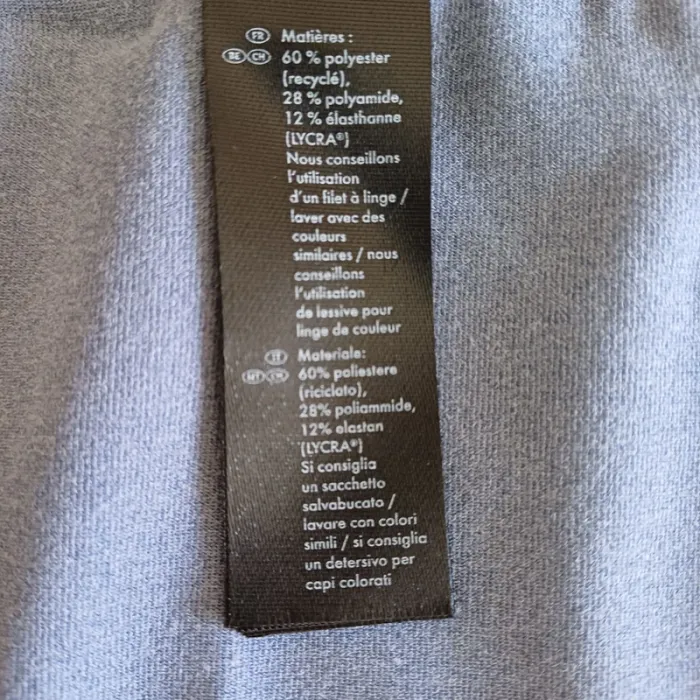 FR Matières :
BE CH 60 % polyester
(recyclé),
28 % polyamide,
12 % élasthanne
(LYCRA®)
Nous conseillons
l'utilisation
d'un filet à linge /
laver avec des
couleurs
similaires / nous
conseillons
l'utilisation
de lessive pour
linge de couleur
IT Materiale:
MT CH 60% poliestere
(riciclato),
28% poliammide,
12% elastan
(LYCRA®)
Si consiglia
un sacchetto
salvabucato /
lavare con colori
simili / si consiglia
un detersivo per
capi colorati